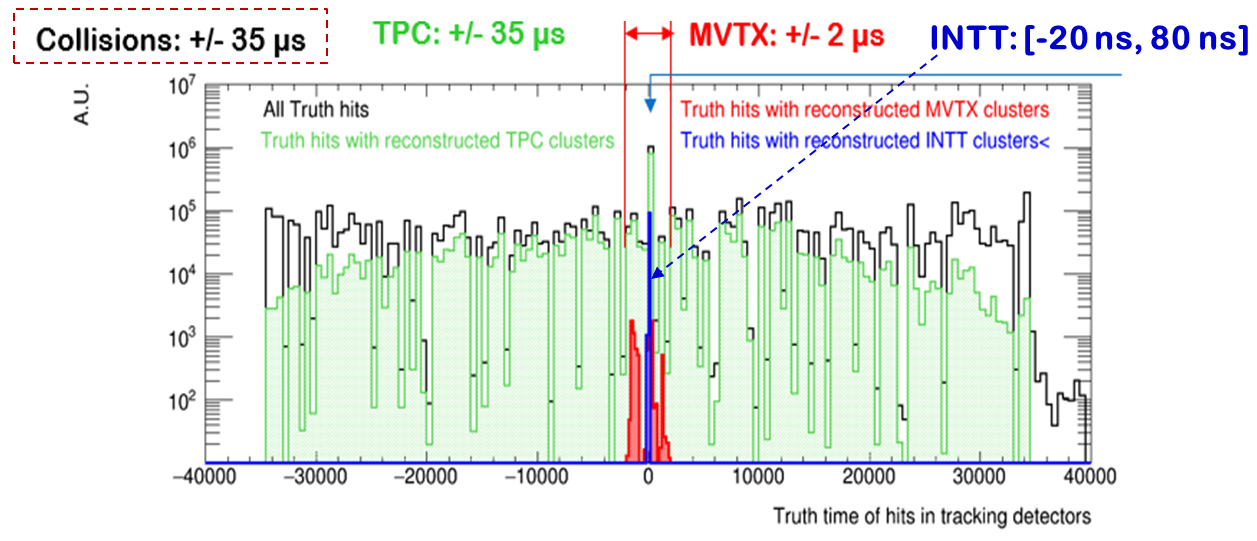 Collisions: +/- 35 µs
TPC: +/- 35 µs
MVTX: +/- 2 µs
INTT: [-20 ns, 80 ns]
A.U.
10⁷
10⁶
10⁵
10⁴
10³
10²
All Truth hits
Truth hits with reconstructed MVTX clusters
Truth hits with reconstructed TPC clusters
Truth hits with reconstructed INTT clusters<
−40000 −30000 −20000 −10000 0 10000 20000 30000 40000
Truth time of hits in tracking detectors